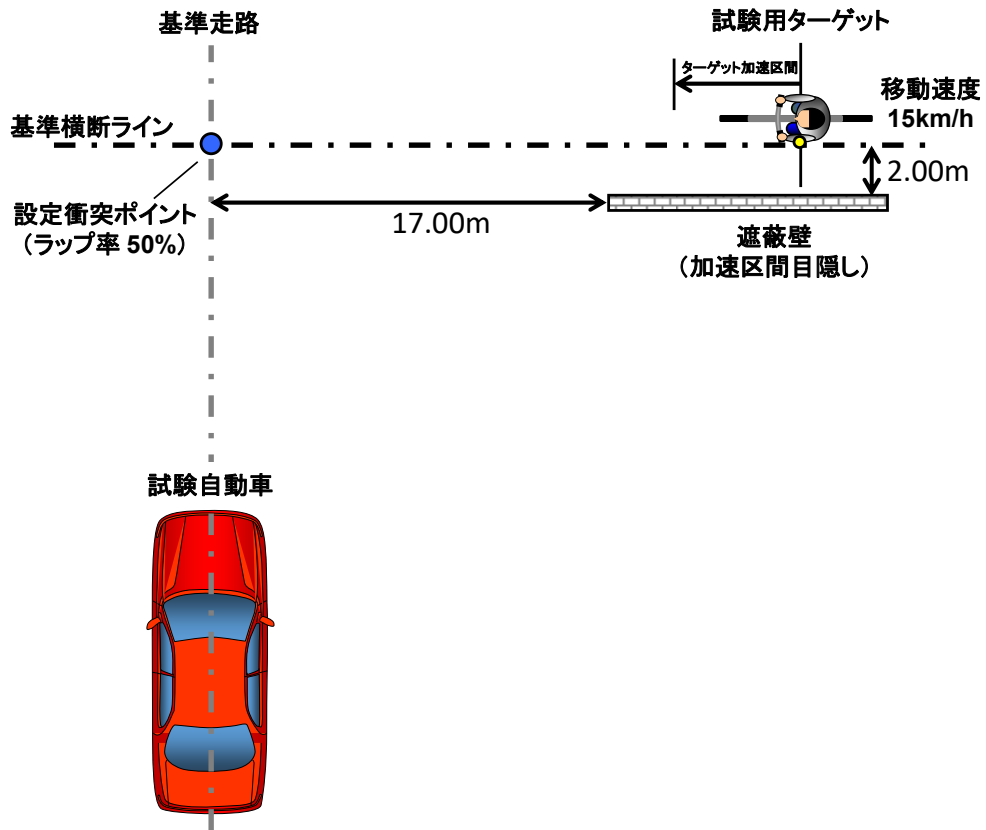 基準走路
試験用ターゲット
ターゲット加速区間
移動速度
15km/h
基準横断ライン
2.00m
設定衝突ポイント
（ラップ率 50%）
17.00m
遮蔽壁
（加速区間目隠し）
試験自動車